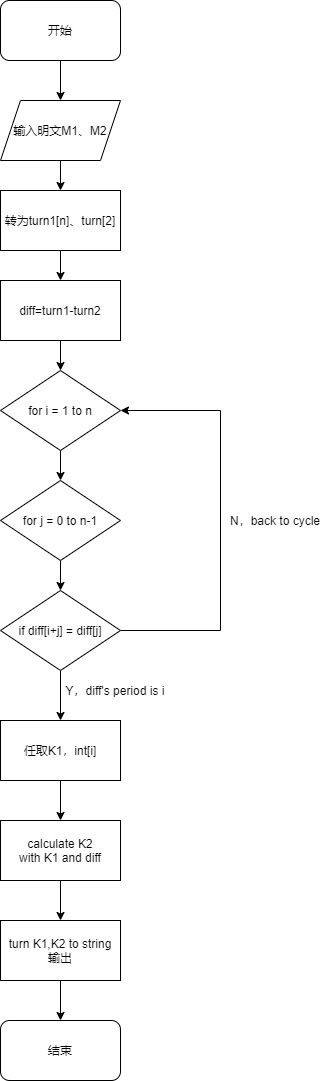 开始
输入明文M1、M2
转为turn1[n]、turn[2]
diff=turn1-turn2
for i = 1 to n
for j = 0 to n-1
N，back to cycle
if diff[i+j] = diff[j]
Y，diff's period is i
任取K1，int[i]
calculate K2
with K1 and diff
turn K1,K2 to string
输出
结束